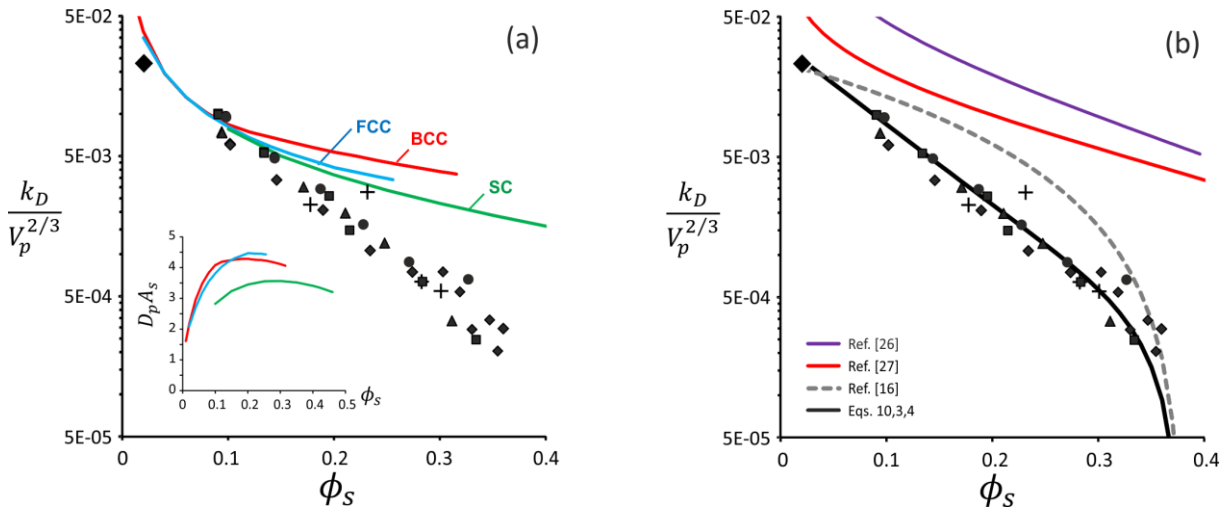 5E-02
5E-03
5E-04
5E-05
k_D
V_p^{2/3}
(a)
FCC
BCC
SC
5
4
3
2
1
0
D_pA_s
0
0.1
0.2
0.3
0.4
0.5
ϕ_s
0
0.1
0.2
0.3
0.4
ϕ_s
5E-02
5E-03
5E-04
5E-05
k_D
V_p^{2/3}
(b)
Ref. [26]
Ref. [27]
Ref. [16]
Eqs. 10,3,4
0
0.1
0.2
0.3
0.4
ϕ_s